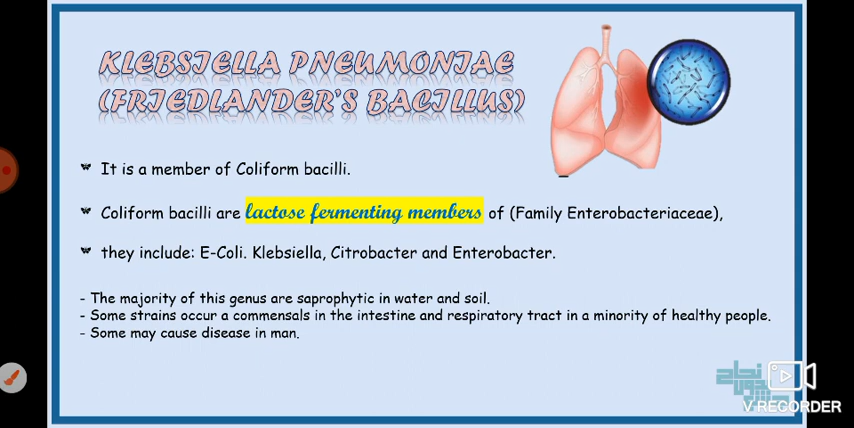 KLEBSIELLA PNEUMONIAE
(FRIEDLANDER'S BACILLUS)
It is a member of Coliform bacilli.
Coliform bacilli are lactose fermenting members of (Family Enterobacteriaceae),
they include: E-Coli. Klebsiella, Citrobacter and Enterobacter.
- The majority of this genus are saprophytic in water and soil.
- Some strains occur a commensals in the intestine and respiratory tract in a minority of healthy people.
- Some may cause disease in man.
V RECORDER